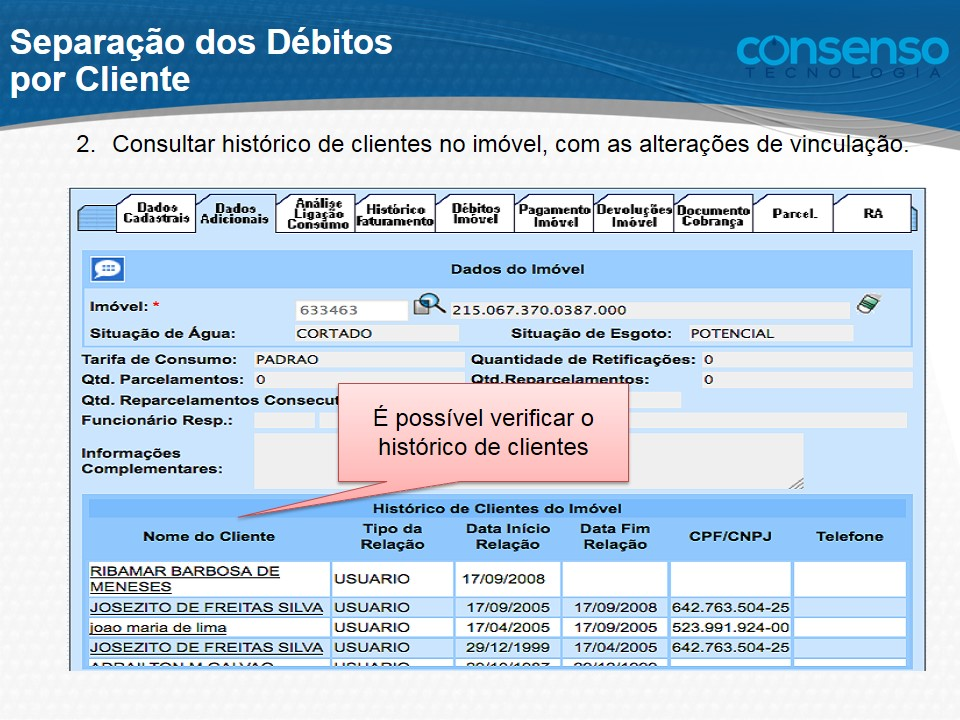 Separação dos Débitos
por Cliente
consenso
TECNOLOGIA
2. Consultar histórico de clientes no imóvel, com as alterações de vinculação.
Dados Cadastrais Dados Adicionais Análise Ligação Consumo Histórico Faturamento Débitos Imóvel Pagamento Imóvel Devoluções Imóvel Documento Cobrança Parcel. RA
Dados do Imóvel
Imóvel: * 633463 215.067.370.0387.000
Situação de Água: CORTADO Situação de Esgoto: POTENCIAL
Tarifa de Consumo: PADRAO Quantidade de Retificações: 0
Qtd. Parcelamentos: 0 Qtd.Reparcelamentos: 0
Qtd. Reparcelamentos Consecut
Funcionário Resp.:
É possível verificar o
histórico de clientes
Informações
Complementares:
Histórico de Clientes do Imóvel
Nome do Cliente Tipo da Relação Data Início Relação Data Fim Relação CPF/CNPJ Telefone
RIBAMAR BARBOSA DE
MENESES USUARIO 17/09/2008
JOSEZITO DE FREITAS SILVA USUARIO 17/09/2005 17/09/2008 642.763.504-25
joao maria de lima USUARIO 17/04/2005 17/09/2005 523.991.924-00
JOSEZITO DE FREITAS SILVA USUARIO 29/12/1999 17/04/2005 642.763.504-25